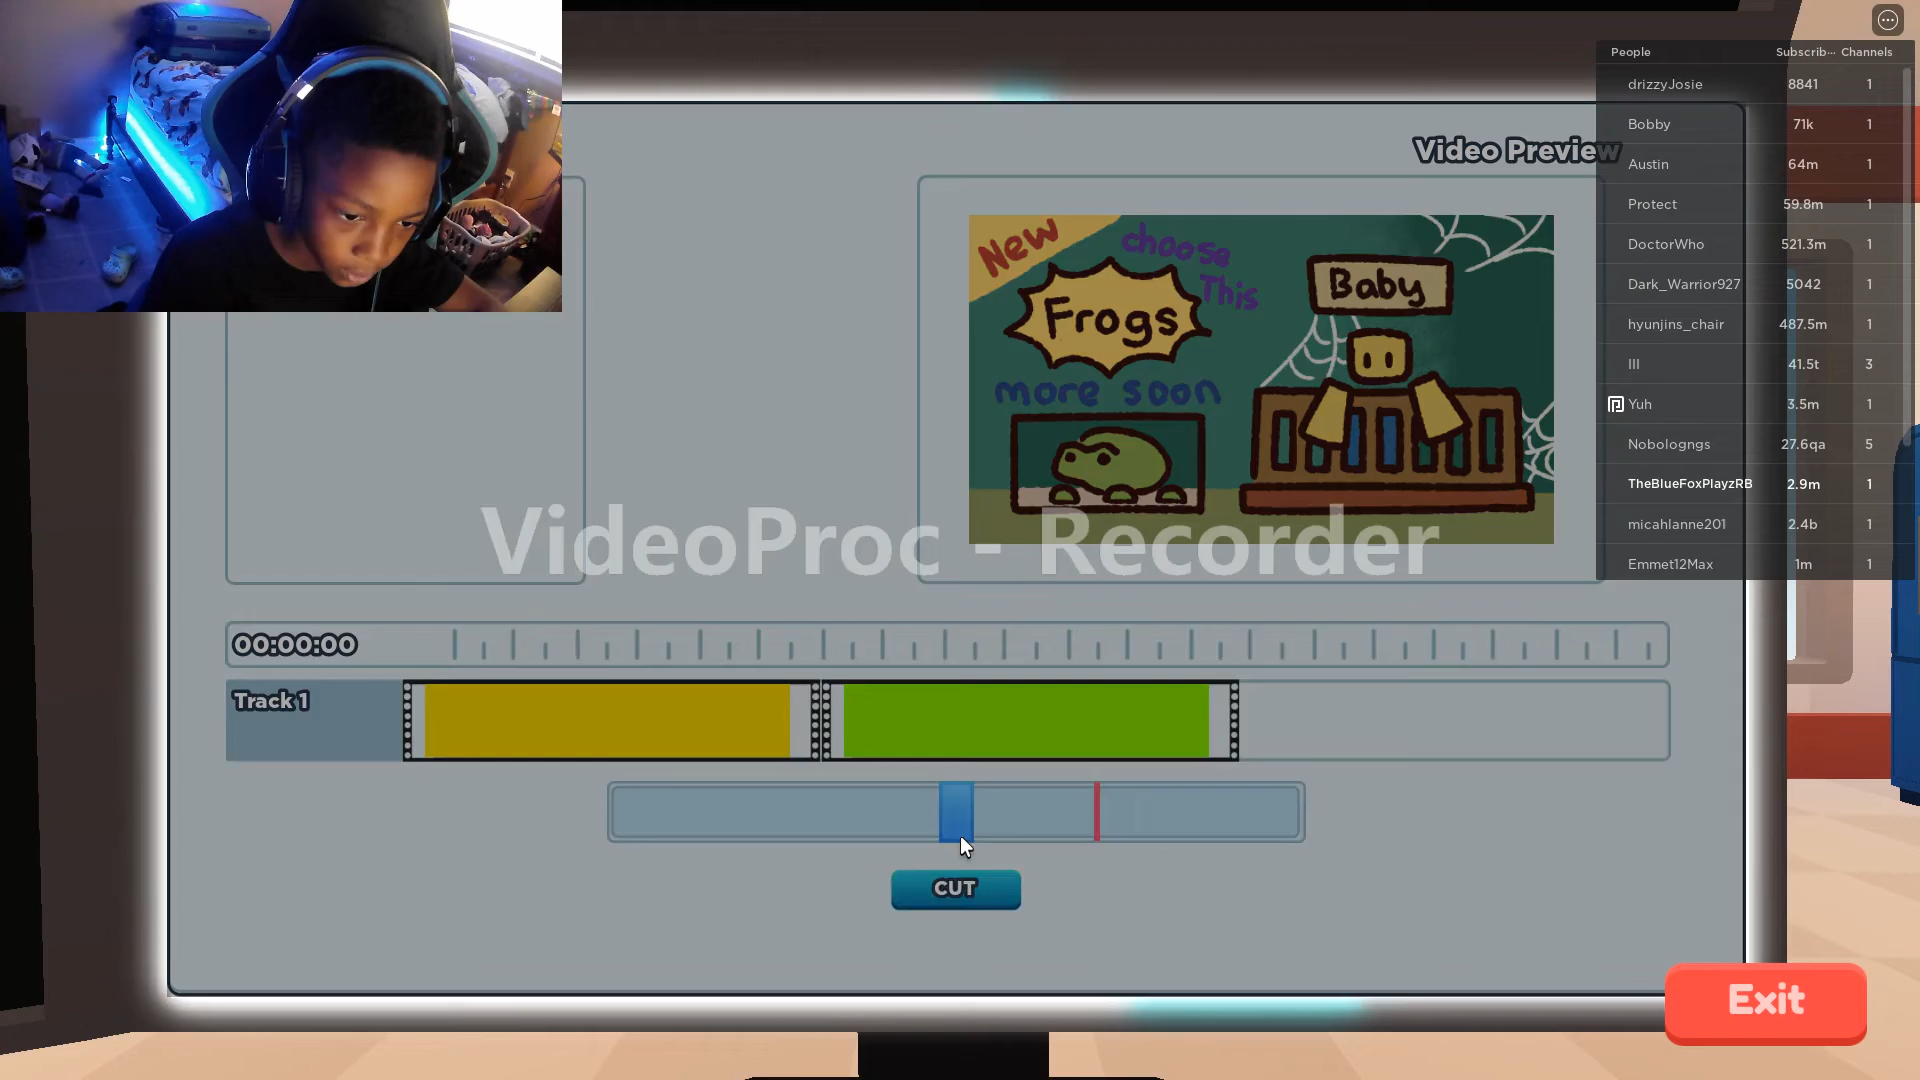 People Subscrib··· Channels
drizzyJosie 8841 1
Bobby 71k 1
Austin 64m 1
Protect 59.8m 1
DoctorWho 521.3m 1
Dark_Warrior927 5042 1
hyunjins_chair 487.5m 1
III 41.5t 3
Yuh 3.5m 1
Nobologngs 27.6qa 5
TheBlueFoxPlayzRB 2.9m 1
micahlanne201 2.4b 1
Emmet12Max 1m 1
Video Preview
New
choose
This
Frogs
more soon
Baby
VideoProc - Recorder
00:00:00
Track 1
CUT
Exit